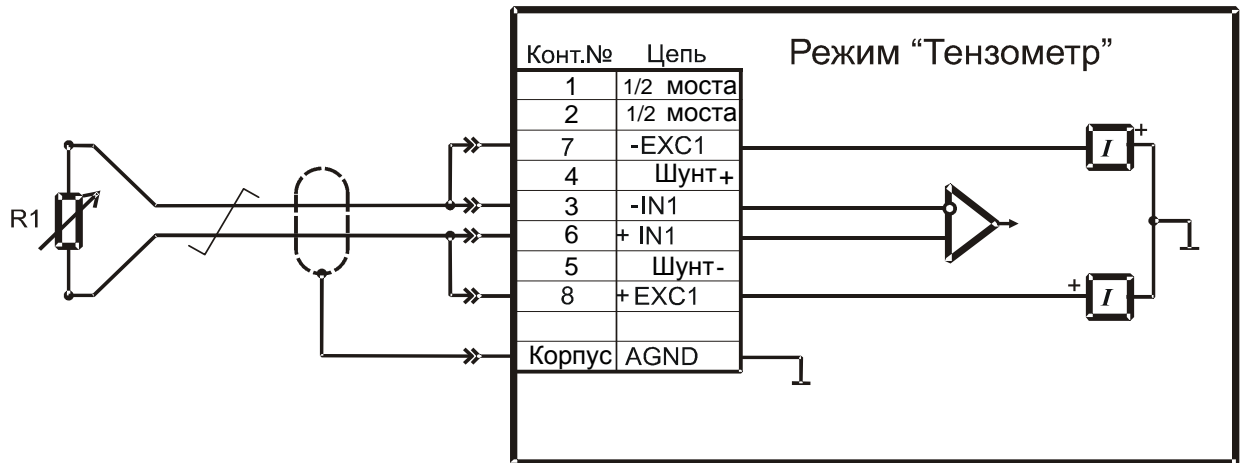 Режим “Тензометр”
Конт.№ Цепь
1 1/2 моста
2 1/2 моста
7 -EXC1
4 Шунт+
3 -IN1
6 + IN1
5 Шунт-
8 +EXC1
Корпус AGND
R1
I +
+ I